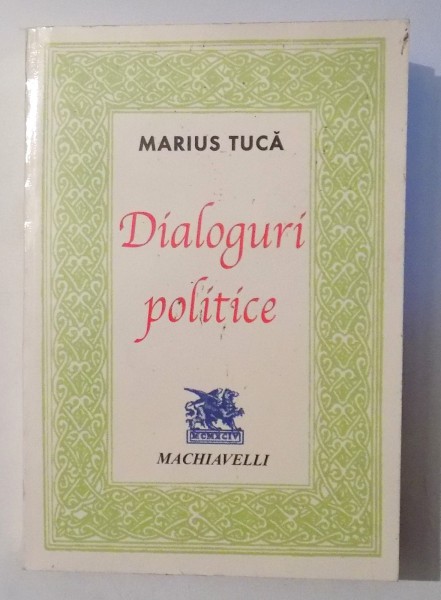 MARIUS TUCĂ
Dialoguri
politice
MCMXCIV
MACHIAVELLI